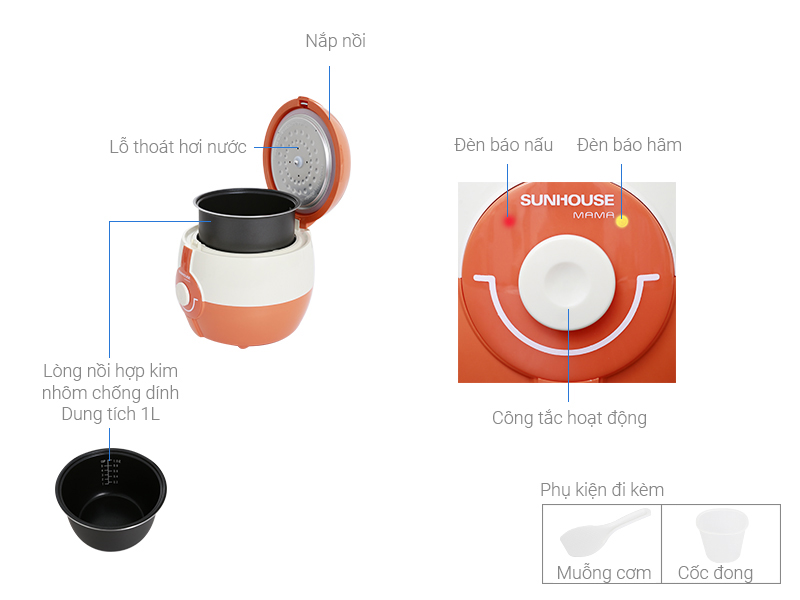 Nắp nồi
Lỗ thoát hơi nước
Lòng nồi hợp kim
nhôm chống dính
Dung tích 1L
Đèn báo nấu
Đèn báo hâm
SUNHOUSE
MAMA
Công tắc hoạt động
Phụ kiện đi kèm
Muỗng cơm
Cốc đong